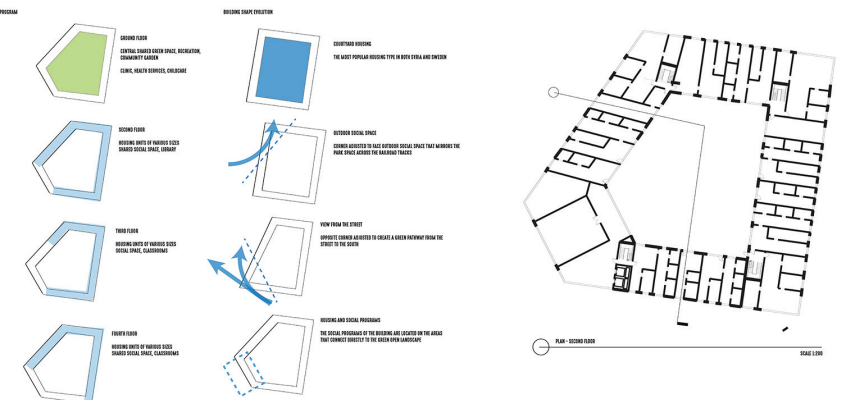 PROGRAM
GROUND FLOOR
CENTRAL SHARED GREEN SPACE, RECREATION,
COMMUNITY GARDEN
CLINIC, HEALTH SERVICES, CHILDCARE
SECOND FLOOR
HOUSING UNITS OF VARIOUS SIZES
SHARED SOCIAL SPACE, LIBRARY
THIRD FLOOR
HOUSING UNITS OF VARIOUS SIZES
SOCIAL SPACE, CLASSROOMS
FOURTH FLOOR
HOUSING UNITS OF VARIOUS SIZES
SHARED SOCIAL SPACE, CLASSROOMS
BUILDING SHAPE EVOLUTION
COURTYARD HOUSING
THE MOST POPULAR HOUSING TYPE IN BOTH SYRIA AND SWEDEN
OUTDOOR SOCIAL SPACE
CORNER ADJUSTED TO FACE OUTDOOR SOCIAL SPACE THAT MIRRORS THE
PARK SPACE ACROSS THE RAILROAD TRACKS
VIEW FROM THE STREET
OPPOSITE CORNER ADJUSTED TO CREATE A GREEN PATHWAY FROM THE
STREET TO THE SOUTH
HOUSING AND SOCIAL PROGRAMS
THE SOCIAL PROGRAMS OF THE BUILDING ARE LOCATED ON THE AREAS
THAT CONNECT DIRECTLY TO THE GREEN OPEN LANDSCAPE
PLAN - SECOND FLOOR
SCALE 1:200